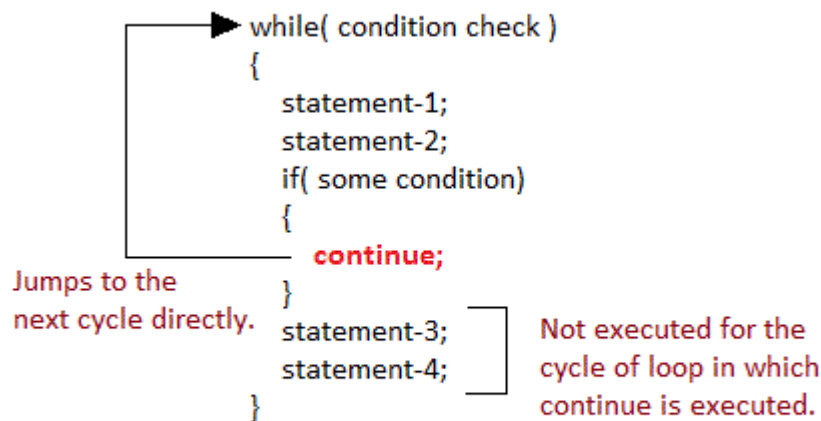 while( condition check )
{
statement-1;
statement-2;
if( some condition)
{
continue;
}
statement-3;
statement-4;
}
Jumps to the
next cycle directly.
Not executed for the
cycle of loop in which
continue is executed.